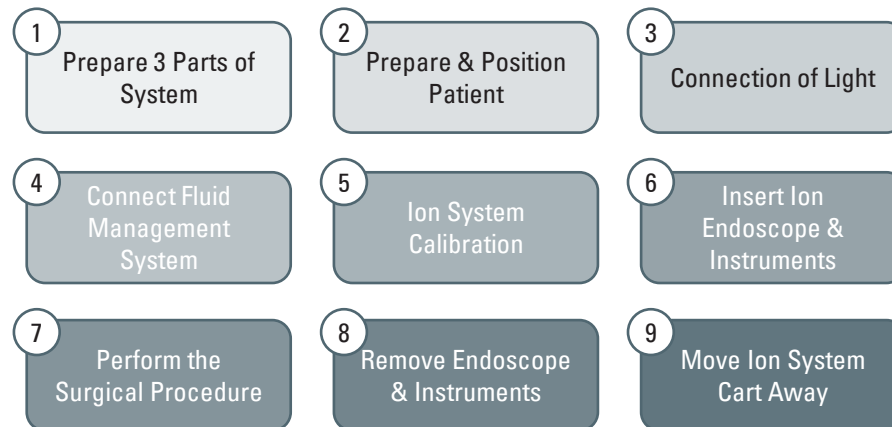 1
Prepare 3 Parts of
System
2
Prepare & Position
Patient
3
Connection of Light
4
Connect Fluid
Management
System
5
Ion System
Calibration
6
Insert Ion
Endoscope &
Instruments
7
Perform the
Surgical Procedure
8
Remove Endoscope
& Instruments
9
Move Ion System
Cart Away